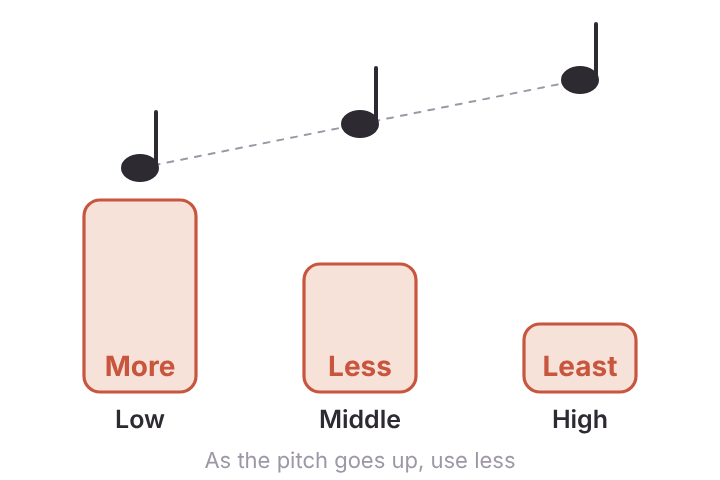 More
Less
Least
Low
Middle
High
As the pitch goes up, use less